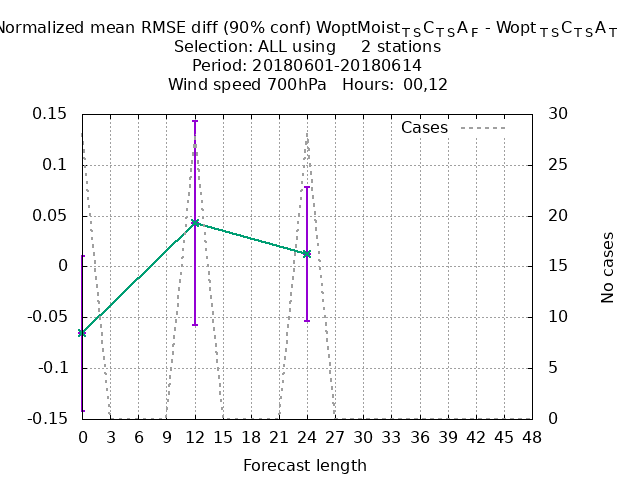 Normalized mean RMSE diff (90% conf) WoptMoist_TSC_TSA_F - Wopt_TSC_TSA_T
Selection: ALL using 2 stations
Period: 20180601-20180614
Wind speed 700hPa Hours: 00,12
0.15 30
Cases
0.1 25
0.05 20
0 15
No cases
-0.05 10
-0.1 5
-0.15 0
0 3 6 9 12 15 18 21 24 27 30 33 36 39 42 45 48
Forecast length